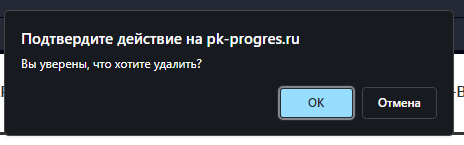 Подтвердите действие на pk-progres.ru
Вы уверены, что хотите удалить?
OK
Отмена